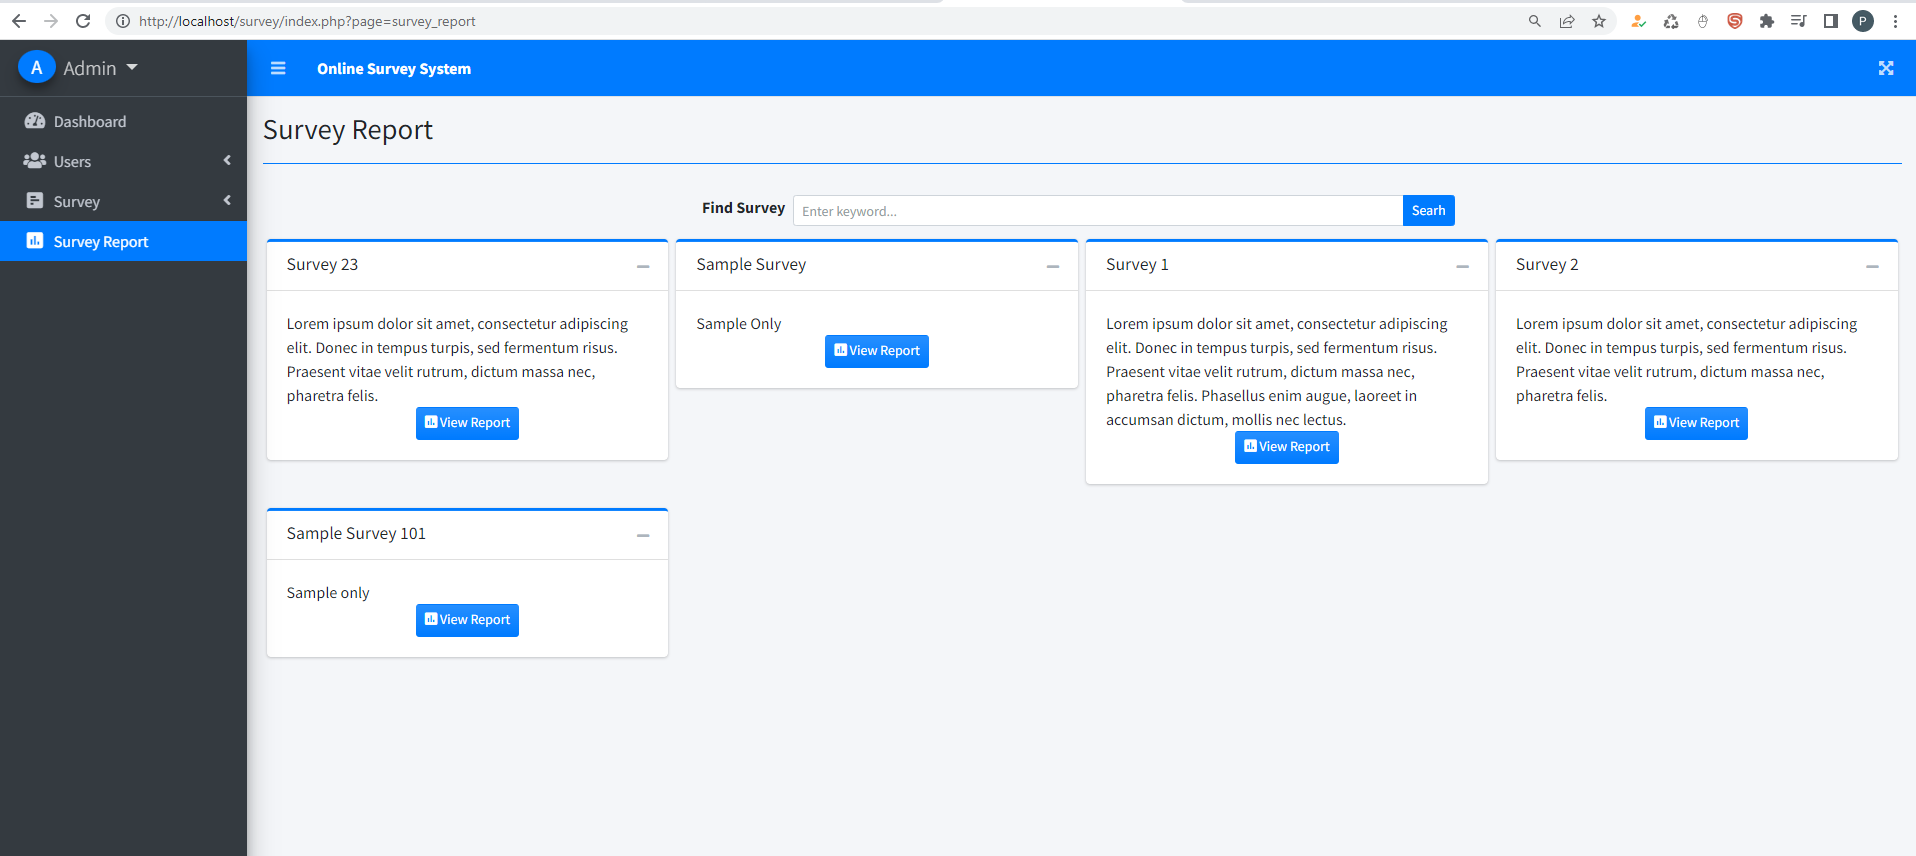 http://localhost/survey/index.php?page=survey_report
P
A Admin
Online Survey System
Dashboard
Users
Survey
Survey Report
Survey Report
Find Survey Enter keyword... Searh
Survey 23
Lorem ipsum dolor sit amet, consectetur adipiscing
elit. Donec in tempus turpis, sed fermentum risus.
Praesent vitae velit rutrum, dictum massa nec,
pharetra felis.
View Report
Sample Survey
Sample Only
View Report
Survey 1
Lorem ipsum dolor sit amet, consectetur adipiscing
elit. Donec in tempus turpis, sed fermentum risus.
Praesent vitae velit rutrum, dictum massa nec,
pharetra felis. Phasellus enim augue, laoreet in
accumsan dictum, mollis nec lectus.
View Report
Survey 2
Lorem ipsum dolor sit amet, consectetur adipiscing
elit. Donec in tempus turpis, sed fermentum risus.
Praesent vitae velit rutrum, dictum massa nec,
pharetra felis.
View Report
Sample Survey 101
Sample only
View Report